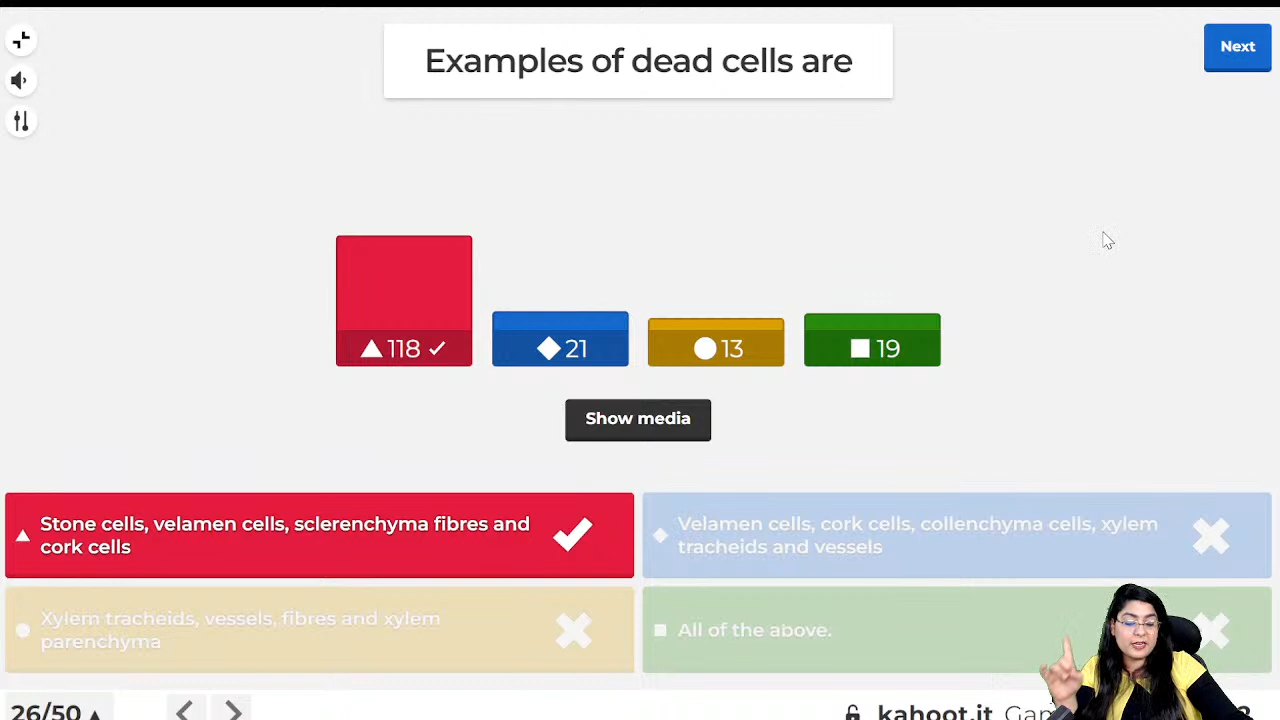 Examples of dead cells are
Next
118
21
13
19
Show media
Stone cells, velamen cells, sclerenchyma fibres and
cork cells
Velamen cells, cork cells, collenchyma cells, xylem
tracheids and vessels
Xylem tracheids, vessels, fibres and xylem
parenchyma
All of the above.
26/50
kahoot.it